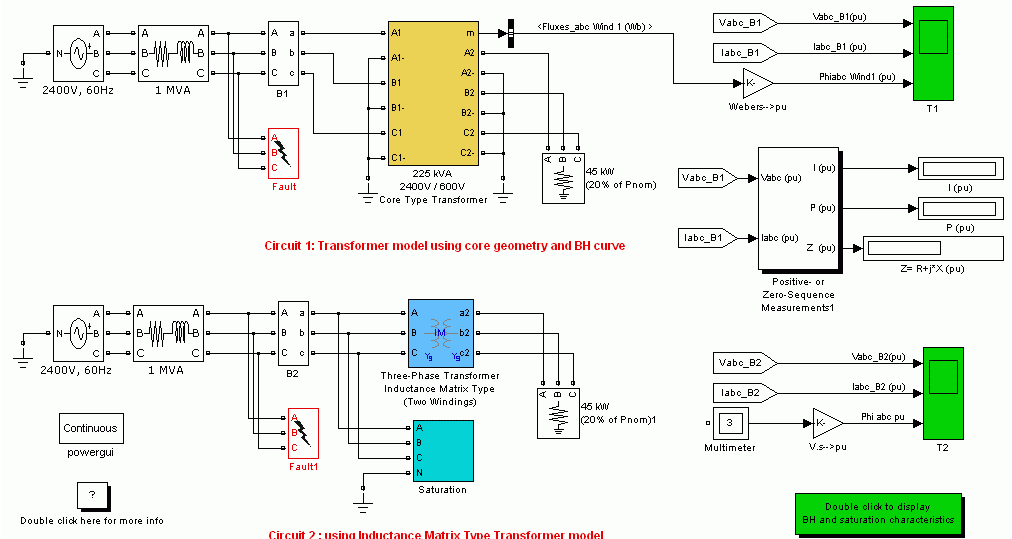 N
A
B
C
2400V, 60Hz
A
B
C
1 MVA
A
B
C
a
b
c
B1
A
B
C
Fault
A1
A1-
B1
B1-
C1
C1-
m
A2
A2-
B2
B2-
C2
C2-
225 kVA
2400V / 600V
Core Type Transformer
<Fluxes_abc Wind 1 (Wb) >
A
B
C
45 kW
(20% of Pnom)
Vabc_B1
Iabc_B1
K-
Webers-->pu
Vabc_B1(pu)
Iabc_B1 (pu)
Phiabc Wind1 (pu)
T1
Circuit 1: Transformer model using core geometry and BH curve
Vabc_B1
Iabc_B1
Vabc (pu)
Iabc (pu)
I (pu)
P (pu)
Z (pu)
Positive- or
Zero-Sequence
Measurements1
I (pu)
P (pu)
Z= R+j*X (pu)
N
A
B
C
2400V, 60Hz
A
B
C
1 MVA
A
B
C
a
b
c
B2
A
B
C
Fault1
A
B
C
IM
Yg
Yg
a2
b2
c2
Three-Phase Transformer
Inductance Matrix Type
(Two Windings)
A
B
C
N
Saturation
A
B
C
45 kW
(20% of Pnom)1
Vabc_B2
Iabc_B2
3
Multimeter
K-
V.s-->pu
Vabc_B2(pu)
Iabc_B2 (pu)
Phi abc pu
T2
Continuous
powergui
?
Double click here for more info
Double click to display
BH and saturation characteristics
Circuit 2 : using Inductance Matrix Type Transformer model